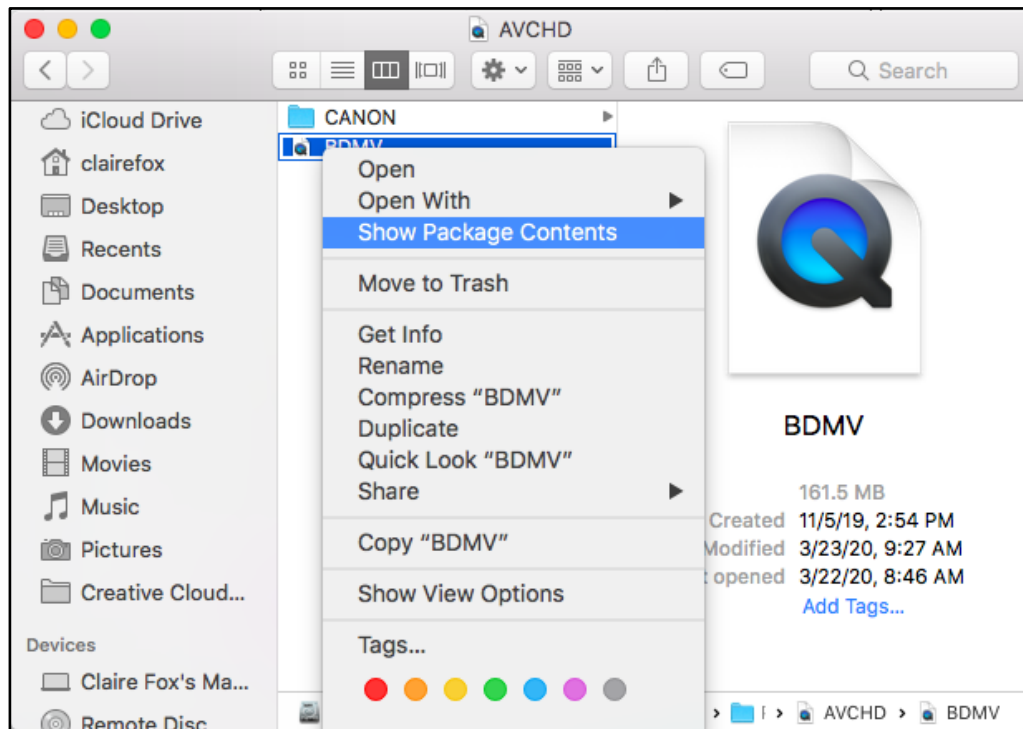 AVCHD
Search
iCloud Drive
clairefox
Desktop
Recents
Documents
Applications
AirDrop
Downloads
Movies
Music
Pictures
Creative Cloud...
Devices
Claire Fox's Ma...
Remote Disc
CANON
BDMV
Open
Open With
Show Package Contents
Move to Trash
Get Info
Rename
Compress “BDMV”
Duplicate
Quick Look “BDMV”
Share
Copy “BDMV”
Show View Options
Tags...
BDMV
161.5 MB
Created 11/5/19, 2:54 PM
Modified 3/23/20, 9:27 AM
opened 3/22/20, 8:46 AM
Add Tags...
AVCHD › BDMV